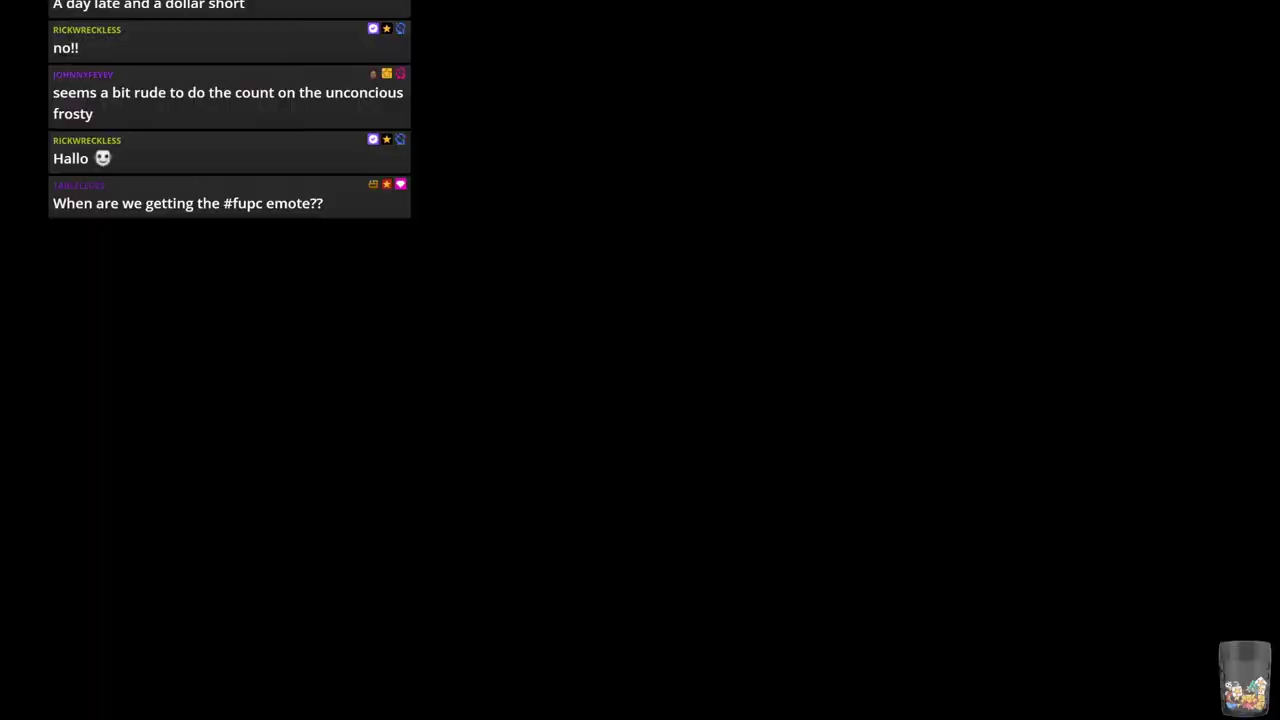 A day late and a dollar short
RICKWRECKLESS
no!!
JOHNNYFEYEV
seems a bit rude to do the count on the unconcious
frosty
RICKWRECKLESS
Hallo
When are we getting the #fupc emote??